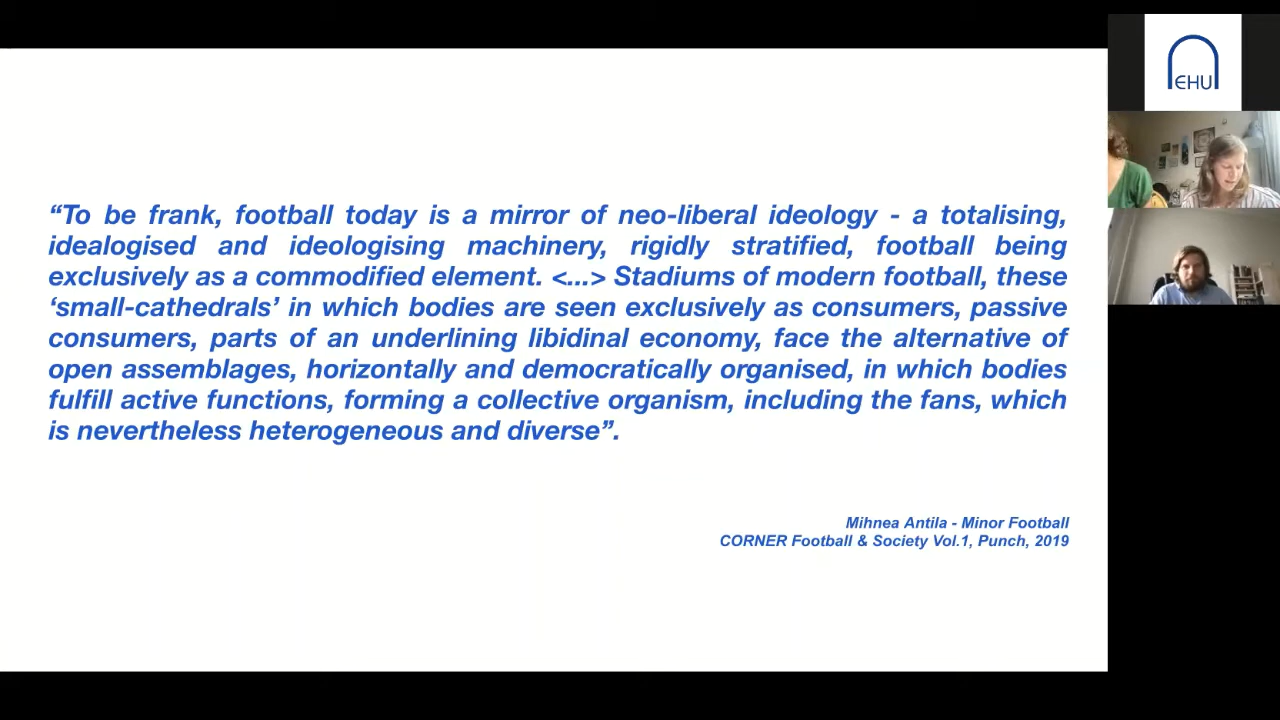 “To be frank, football today is a mirror of neo-liberal ideology - a totalising,
idealogised and ideologising machinery, rigidly stratified, football being
exclusively as a commodified element. <...> Stadiums of modern football, these
‘small-cathedrals’ in which bodies are seen exclusively as consumers, passive
consumers, parts of an underlining libidinal economy, face the alternative of
open assemblages, horizontally and democratically organised, in which bodies
fulfill active functions, forming a collective organism, including the fans, which
is nevertheless heterogeneous and diverse”.
Mihnea Antila - Minor Football
CORNER Football & Society Vol.1, Punch, 2019
EHU